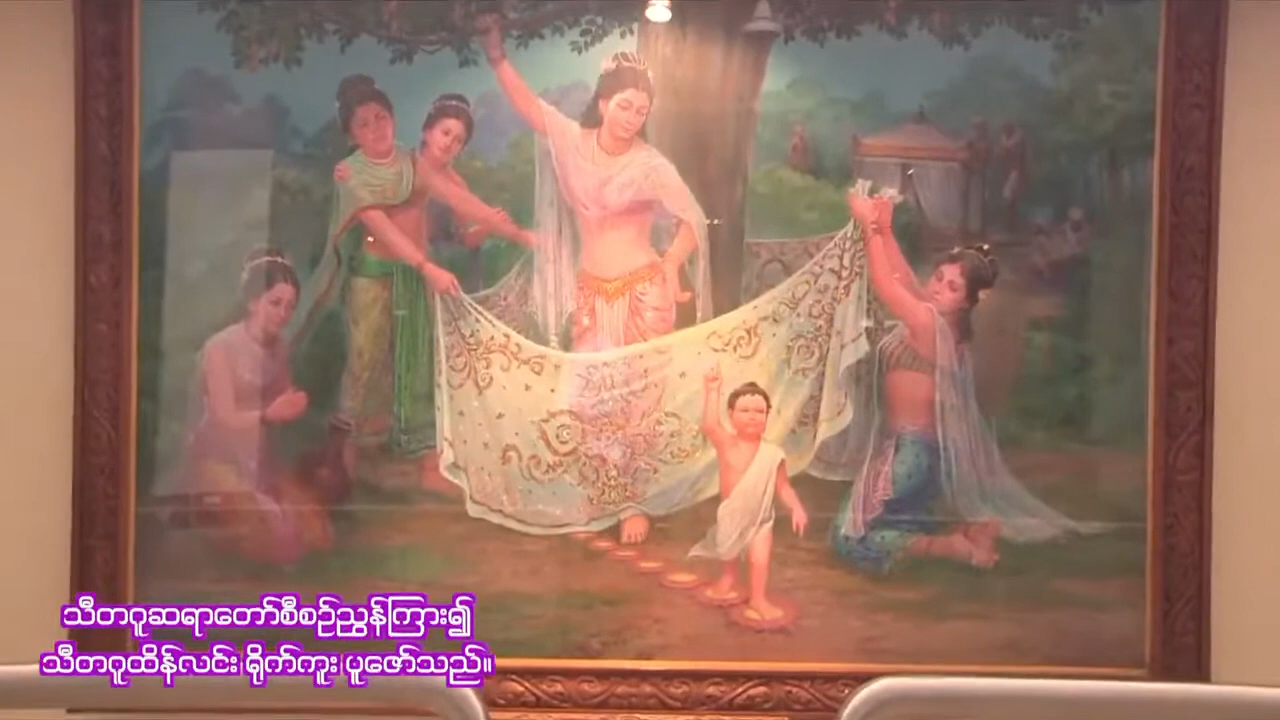 သီတဂူဆရာတော်စီစဉ်ညွှန်ကြား၍
သီတဂူထိန်လင်း ရိုက်ကူး ပူဇော်သည်။